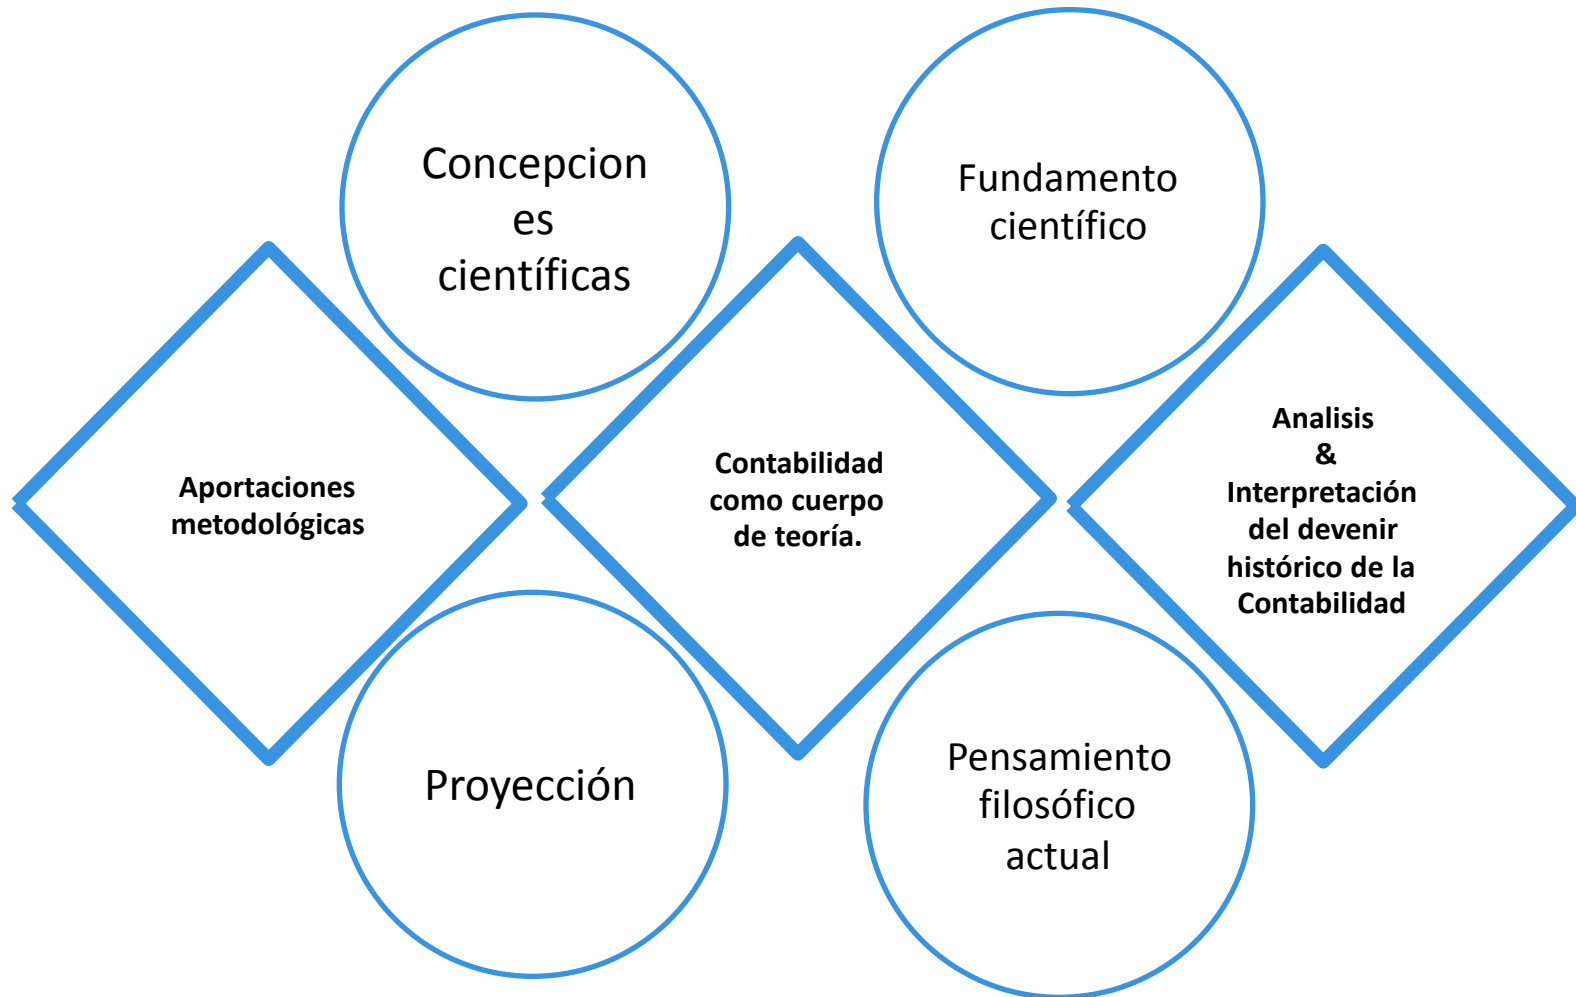 Concepcion
es
científicas
Fundamento
científico
Aportaciones
metodológicas
Contabilidad
como cuerpo
de teoría.
Analisis
&
Interpretación
del devenir
histórico de la
Contabilidad
Proyección
Pensamiento
filosófico
actual